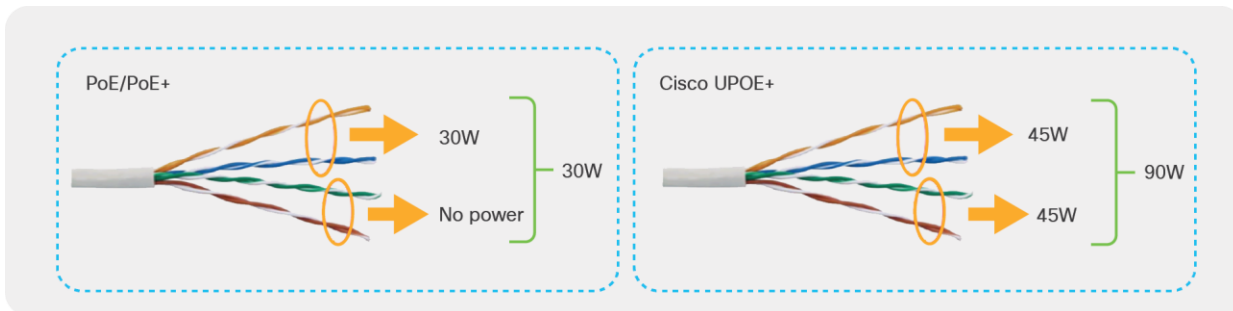 PoE/PoE+
30W
No power
30W
Cisco UPOE+
45W
45W
90W